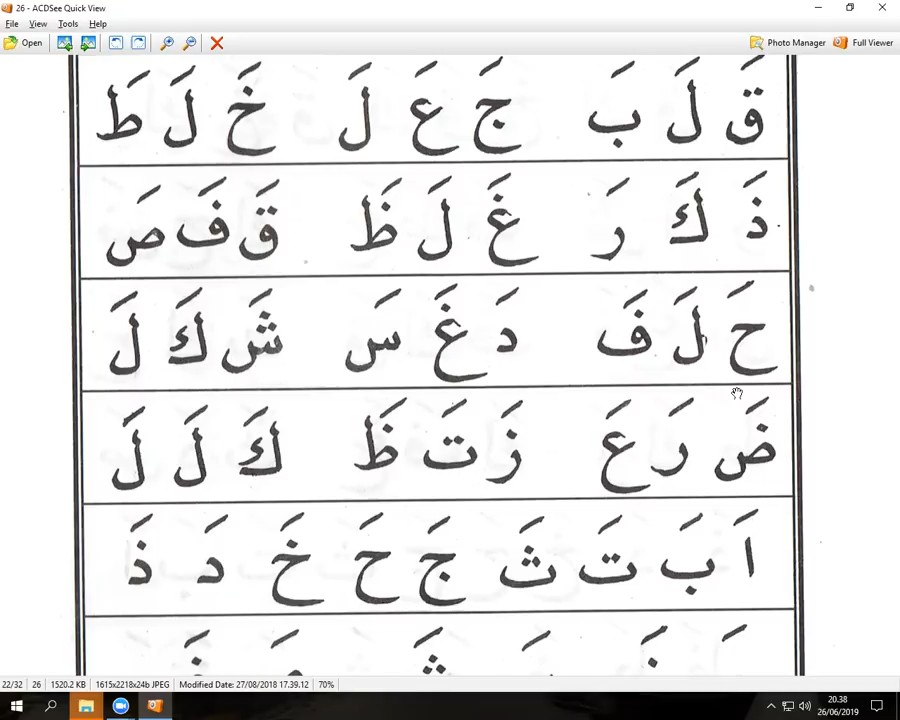 26 - ACDSee Quick View
File View Tools Help
Open Photo Manager Full Viewer
قَ لَ بَ جَ عَ لَ خَ لَ طَ
ذَ كَ رَ غَ لَ ظَ قَ فَ صَ
حَ لَ فَ دَ غَ سَ شَ كَ لَ
ضَ رَ عَ زَ تَ ظَ كَ لَ لَ
اَ بَ تَ ثَ جَ حَ خَ دَ ذَ
22/32 26 1520.2 KB 1615x2218x24b JPEG Modified Date: 27/08/2018 17.39.12 70%
20.38
26/06/2019